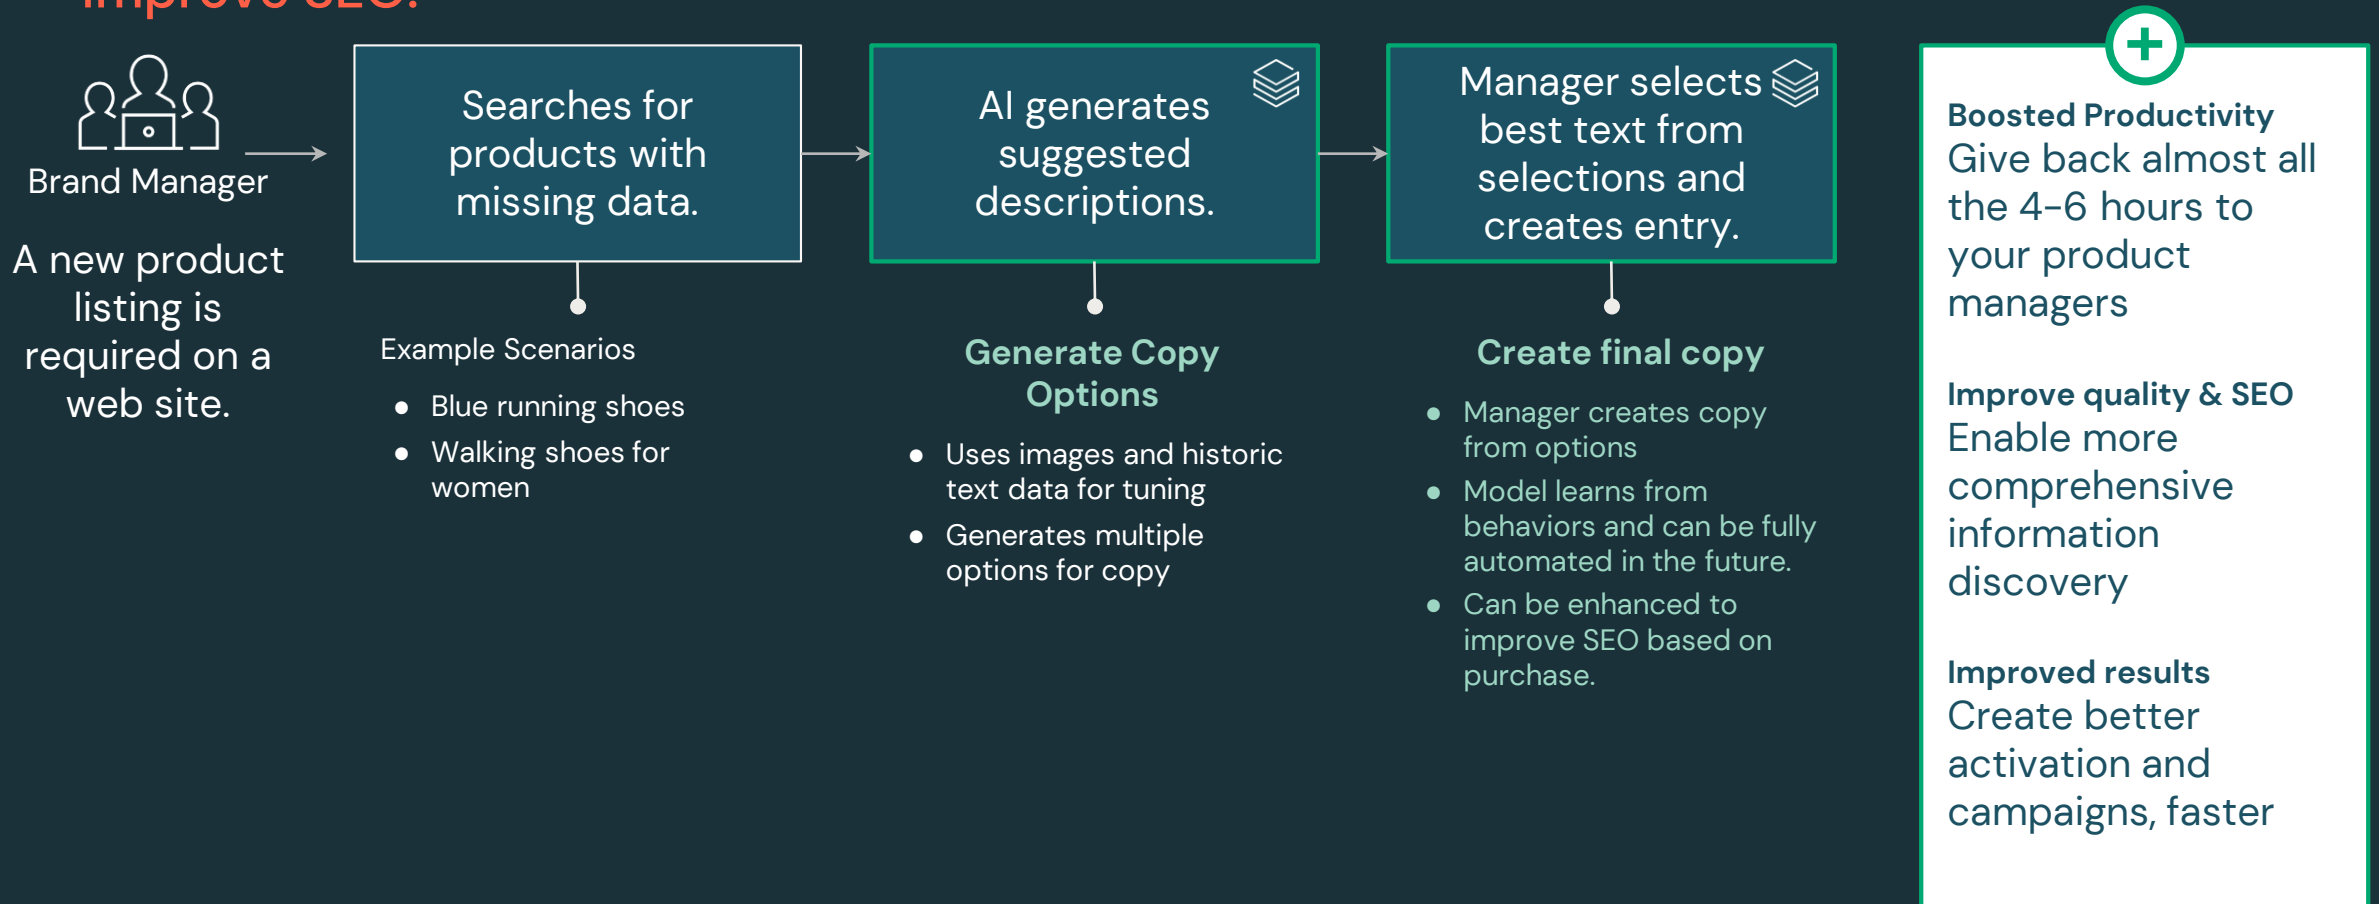 improve SEO.
Brand Manager
A new product
listing is
required on a
web site.
Searches for
products with
missing data.
Example Scenarios
● Blue running shoes
● Walking shoes for
women
AI generates
suggested
descriptions.
Generate Copy
Options
● Uses images and historic
text data for tuning
● Generates multiple
options for copy
Manager selects
best text from
selections and
creates entry.
Create final copy
● Manager creates copy
from options
● Model learns from
behaviors and can be fully
automated in the future.
● Can be enhanced to
improve SEO based on
purchase.
+
Boosted Productivity
Give back almost all
the 4-6 hours to
your product
managers
Improve quality & SEO
Enable more
comprehensive
information
discovery
Improved results
Create better
activation and
campaigns, faster